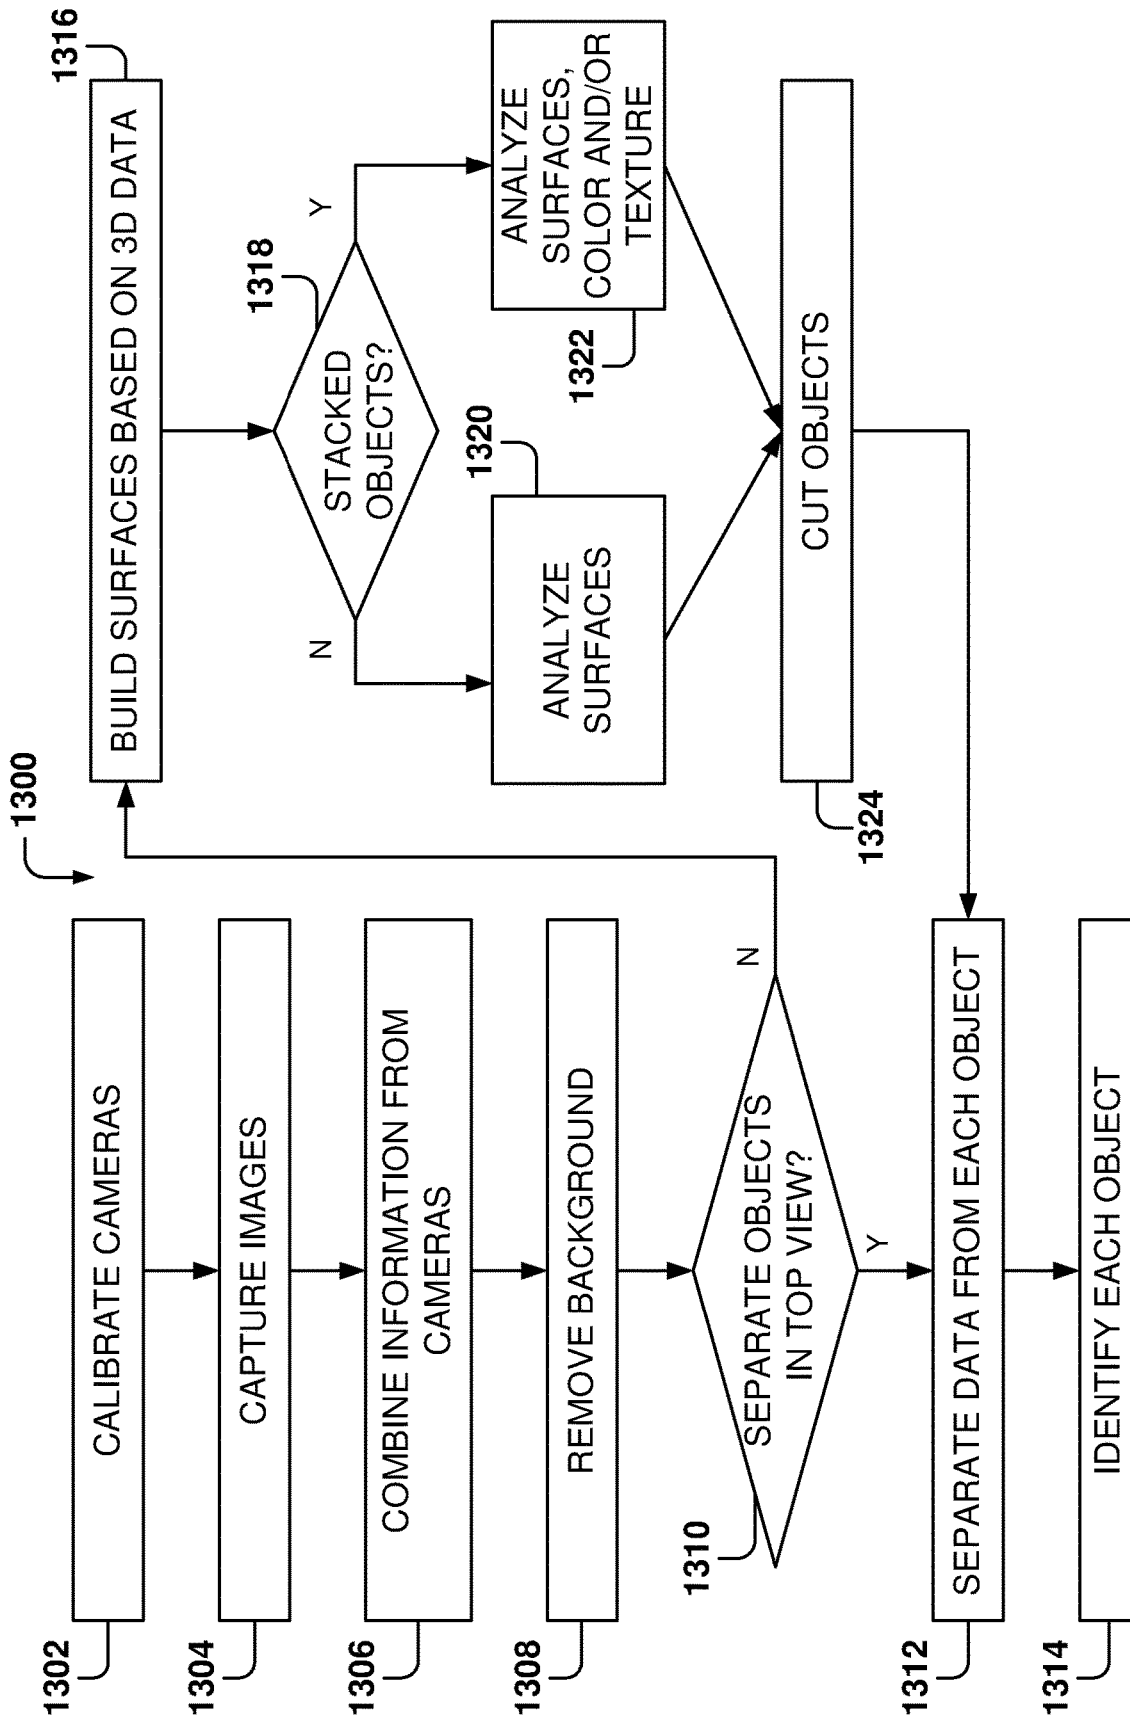 1300
1302
CALIBRATE CAMERAS
1304
CAPTURE IMAGES
1306
COMBINE INFORMATION FROM
CAMERAS
1308
REMOVE BACKGROUND
1310
SEPARATE OBJECTS
IN TOP VIEW?
N
Y
1312
SEPARATE DATA FROM EACH OBJECT
1314
IDENTIFY EACH OBJECT
1316
BUILD SURFACES BASED ON 3D DATA
1318
STACKED
OBJECTS?
N
Y
1320
ANALYZE
SURFACES
1322
ANALYZE
SURFACES,
COLOR AND/OR
TEXTURE
1324
CUT OBJECTS